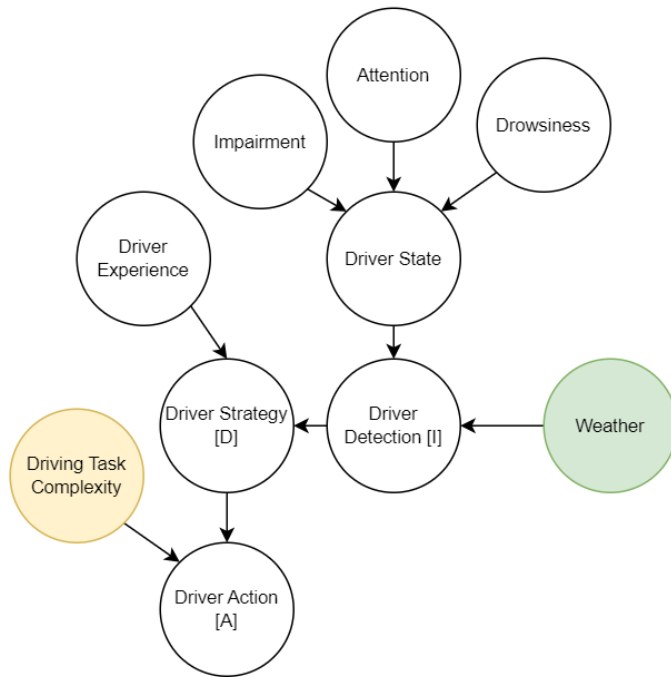 Attention
Drowsiness
Impairment
Driver
Experience
Driver State
Driver Strategy
[D]
Driver
Detection [I]
Weather
Driving Task
Complexity
Driver Action
[A]